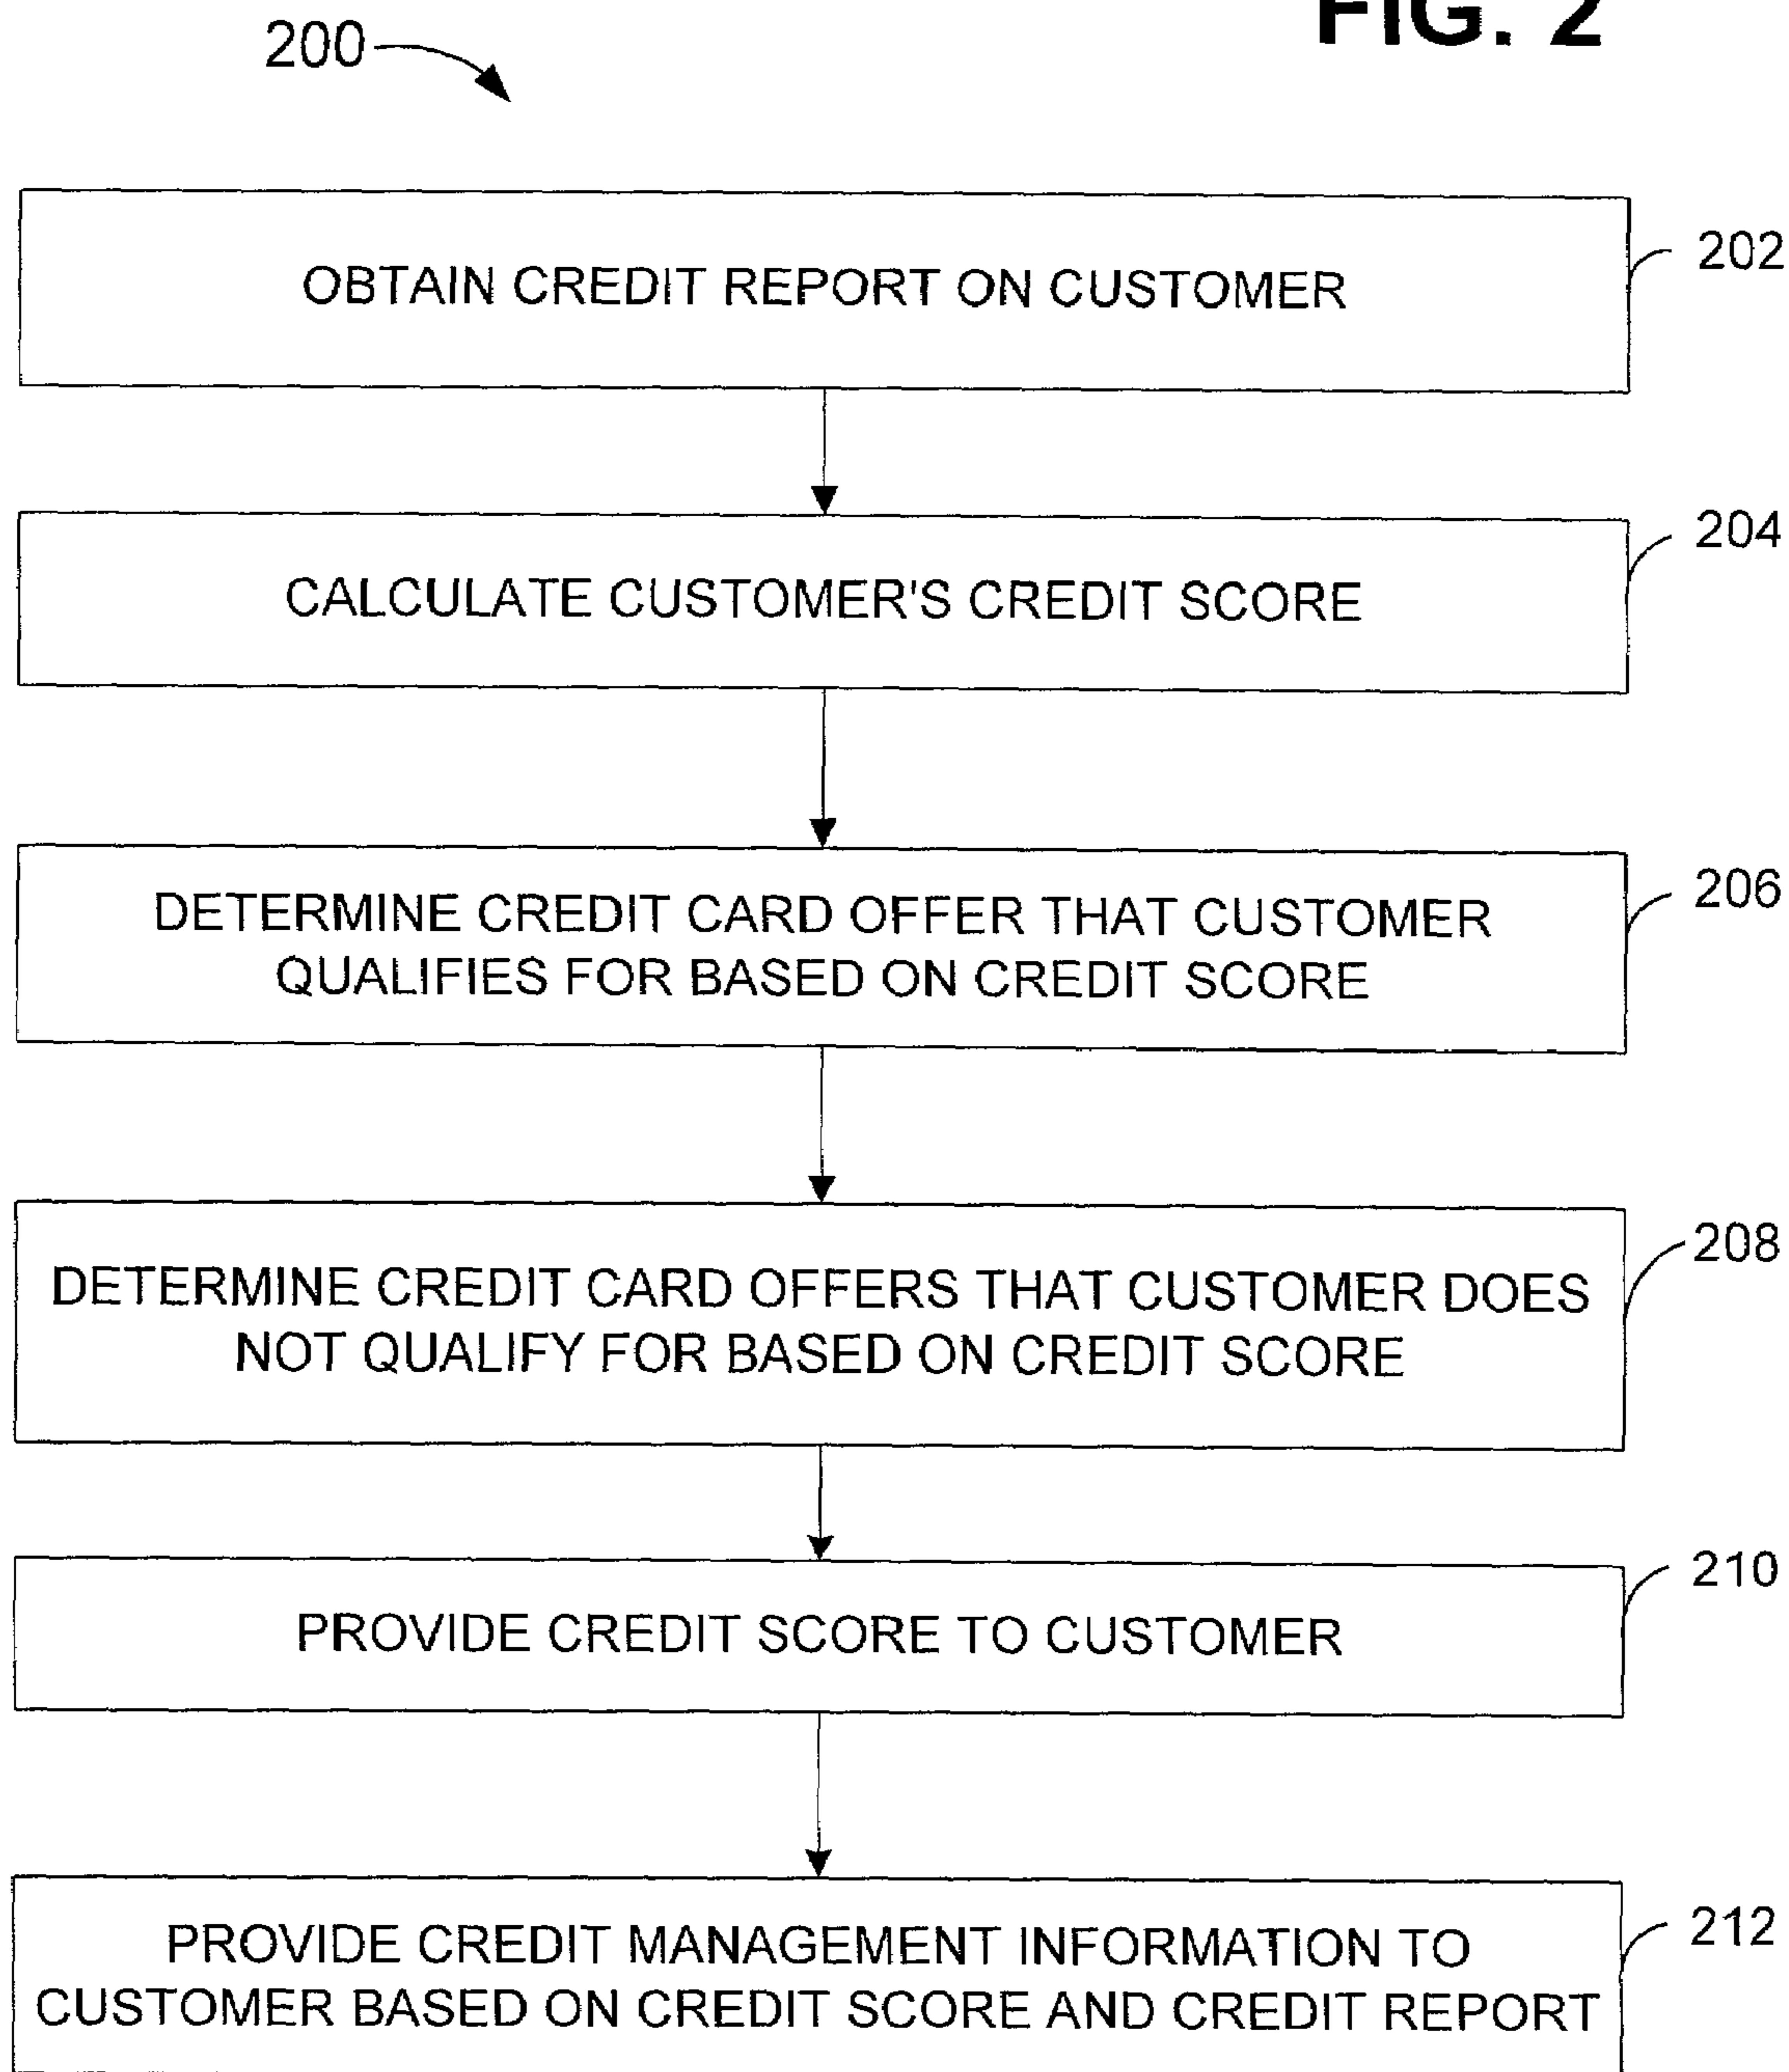 FIG. 2
200
OBTAIN CREDIT REPORT ON CUSTOMER
202
CALCULATE CUSTOMER'S CREDIT SCORE
204
DETERMINE CREDIT CARD OFFER THAT CUSTOMER
QUALIFIES FOR BASED ON CREDIT SCORE
206
DETERMINE CREDIT CARD OFFERS THAT CUSTOMER DOES
NOT QUALIFY FOR BASED ON CREDIT SCORE
208
PROVIDE CREDIT SCORE TO CUSTOMER
210
PROVIDE CREDIT MANAGEMENT INFORMATION TO
CUSTOMER BASED ON CREDIT SCORE AND CREDIT REPORT
212